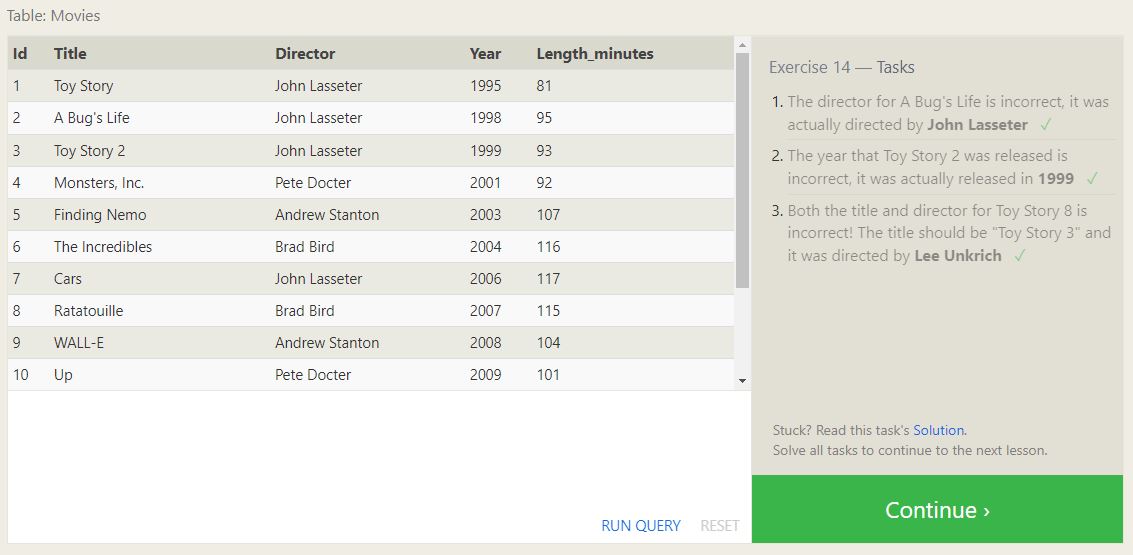 Table: Movies
Id Title Director Year Length_minutes
1 Toy Story John Lasseter 1995 81
2 A Bug's Life John Lasseter 1998 95
3 Toy Story 2 John Lasseter 1999 93
4 Monsters, Inc. Pete Docter 2001 92
5 Finding Nemo Andrew Stanton 2003 107
6 The Incredibles Brad Bird 2004 116
7 Cars John Lasseter 2006 117
8 Ratatouille Brad Bird 2007 115
9 WALL-E Andrew Stanton 2008 104
10 Up Pete Docter 2009 101
RUN QUERY RESET
Exercise 14 — Tasks
1. The director for A Bug's Life is incorrect, it was
actually directed by John Lasseter ✓
2. The year that Toy Story 2 was released is
incorrect, it was actually released in 1999 ✓
3. Both the title and director for Toy Story 8 is
incorrect! The title should be "Toy Story 3" and
it was directed by Lee Unkrich ✓
Stuck? Read this task's Solution.
Solve all tasks to continue to the next lesson.
Continue ›